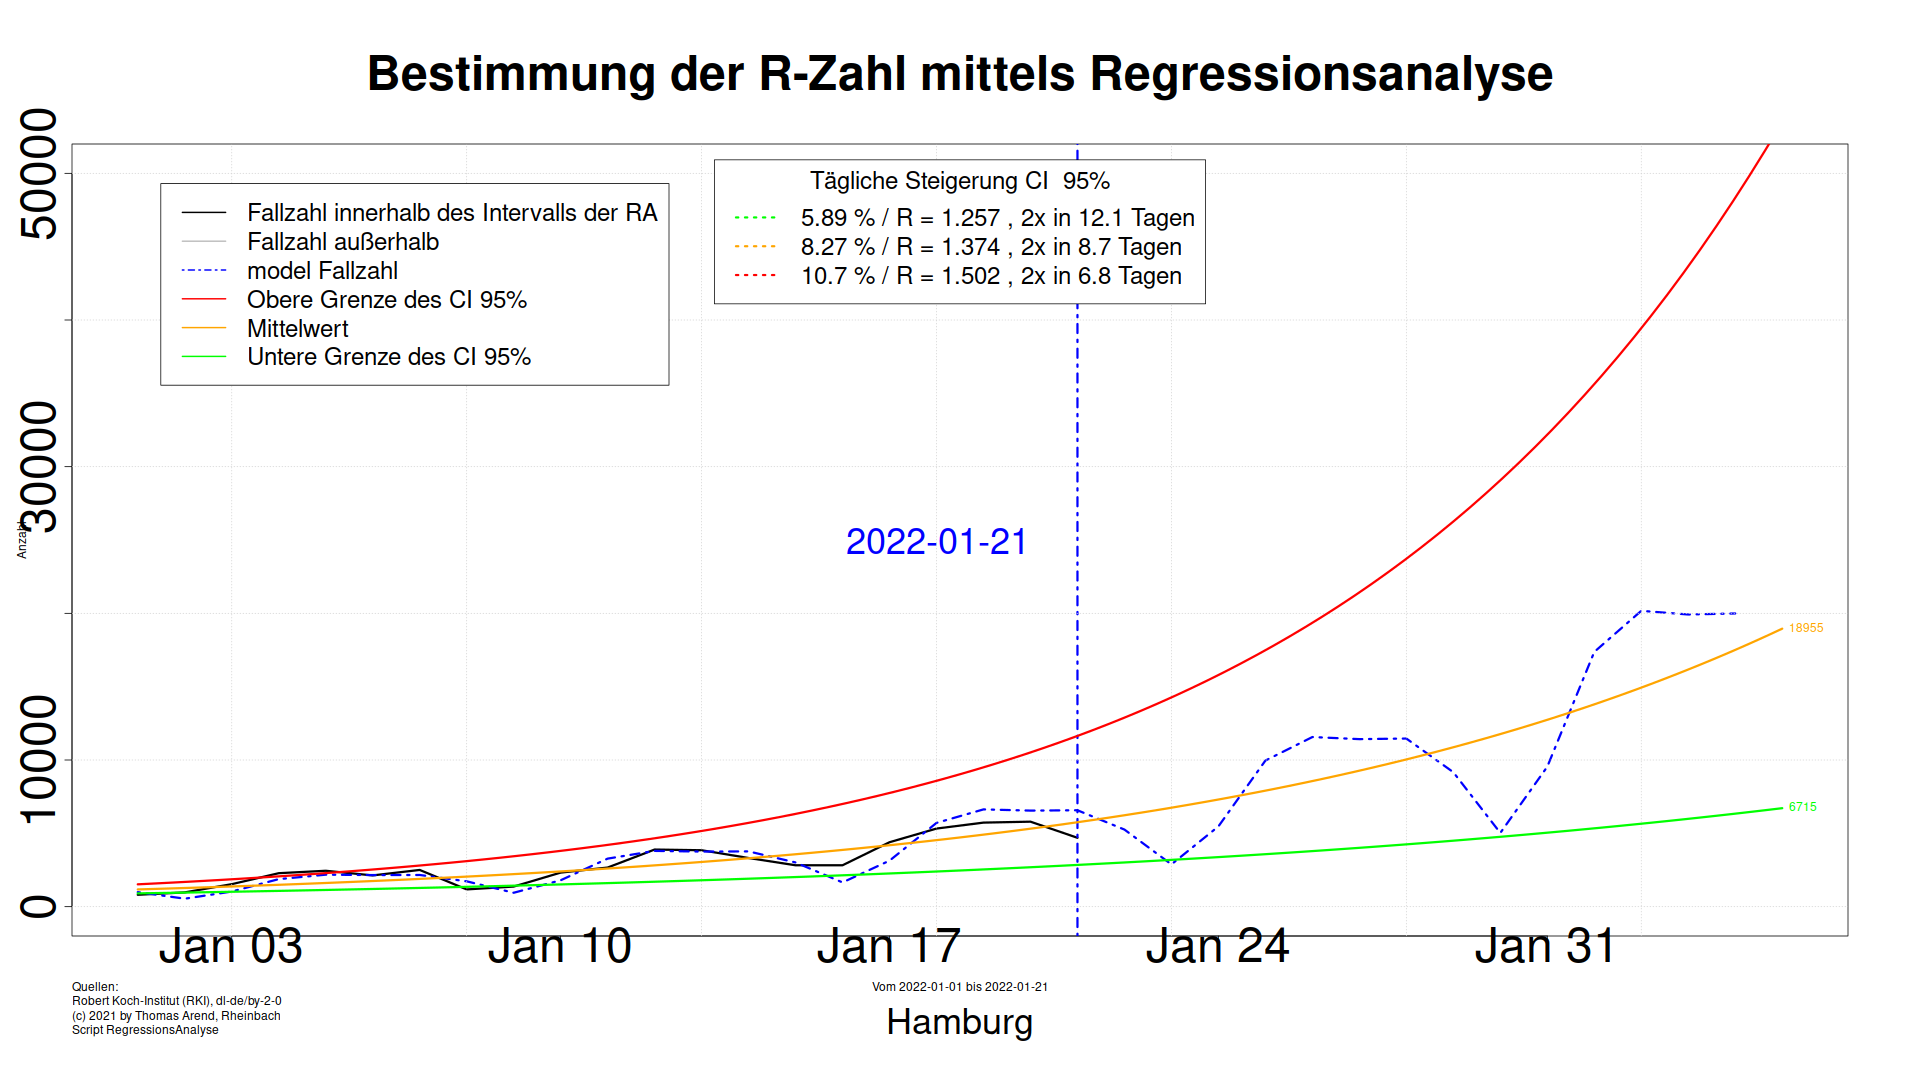 Bestimmung der R-Zahl mittels Regressionsanalyse
50000
30000
10000
0
Anzahl
Fallzahl innerhalb des Intervalls der RA
Fallzahl außerhalb
model Fallzahl
Obere Grenze des CI 95%
Mittelwert
Untere Grenze des CI 95%
Tägliche Steigerung CI  95%
5.89 % / R = 1.257 , 2x in 12.1 Tagen
8.27 % / R = 1.374 , 2x in 8.7 Tagen
10.7 % / R = 1.502 , 2x in 6.8 Tagen
2022-01-21
18955
6715
Jan 03
Jan 10
Jan 17
Jan 24
Jan 31
Quellen:
Robert Koch-Institut (RKI), dl-de/by-2-0
(c) 2021 by Thomas Arend, Rheinbach
Script RegressionsAnalyse
Vom 2022-01-01 bis 2022-01-21
Hamburg